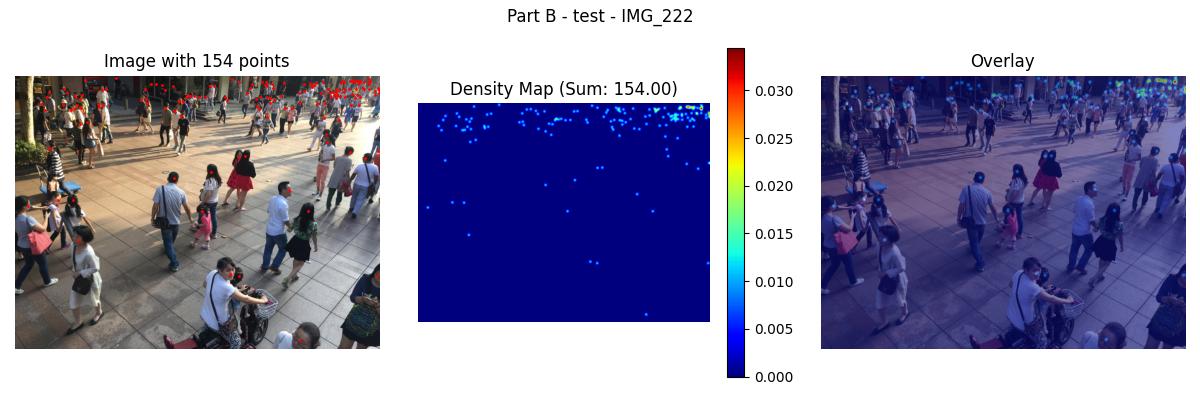 Part B - test - IMG_222
Image with 154 points
Density Map (Sum: 154.00)
Overlay
0.030
0.025
0.020
0.015
0.010
0.005
0.000